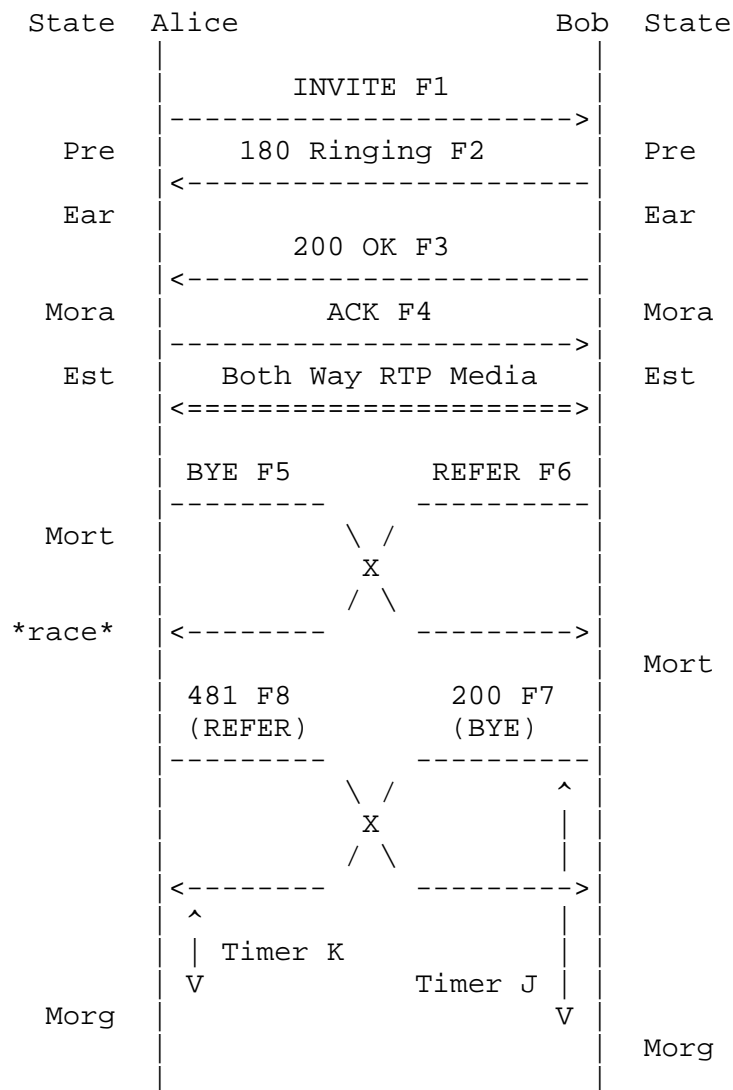 State  Alice                      Bob  State
INVITE F1
Pre 180 Ringing F2 Pre
Ear Ear
200 OK F3
Mora ACK F4 Mora
Est Both Way RTP Media Est
BYE F5 REFER F6
Mort
X
*race*
Mort
481 F8 200 F7
(REFER) (BYE)
X
Timer K
Timer J
Morg
Morg